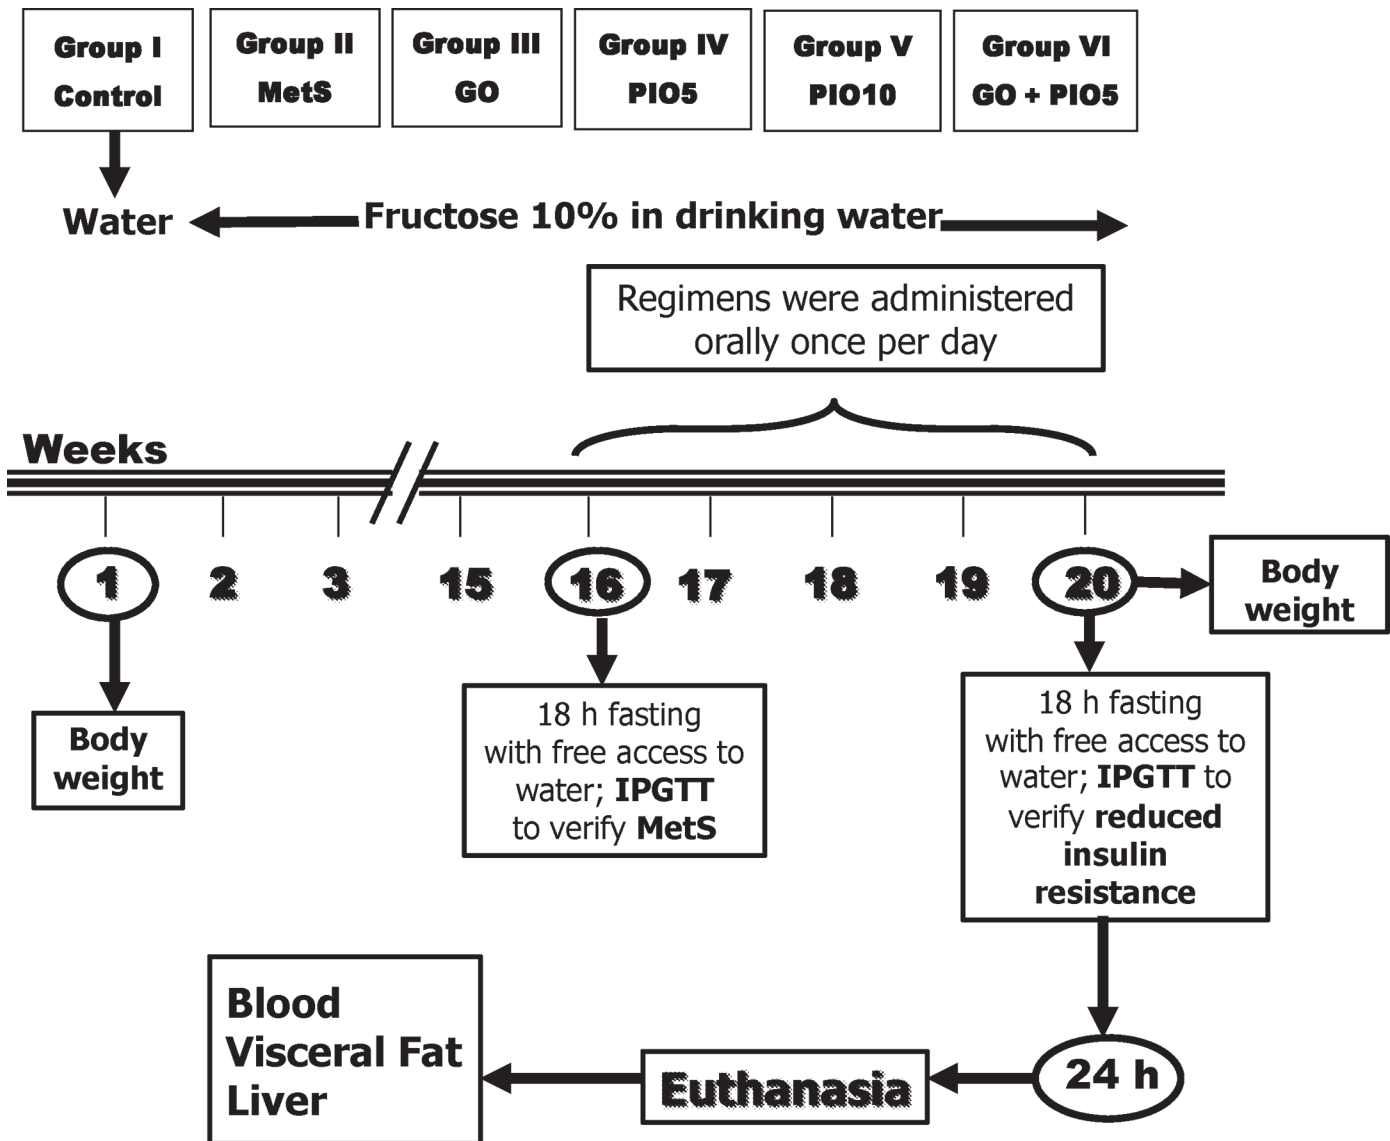 Group I
Control
Group II
MetS
Group III
GO
Group IV
PIO5
Group V
PIO10
Group VI
GO + PIO5
Water
Fructose 10% in drinking water
Regimens were administered
orally once per day
Weeks
1
2
3
15
16
17
18
19
20
Body
weight
Body
weight
18 h fasting
with free access to
water; IPGTT
to verify MetS
18 h fasting
with free access to
water; IPGTT to
verify reduced
insulin
resistance
24 h
Euthanasia
Blood
Visceral Fat
Liver